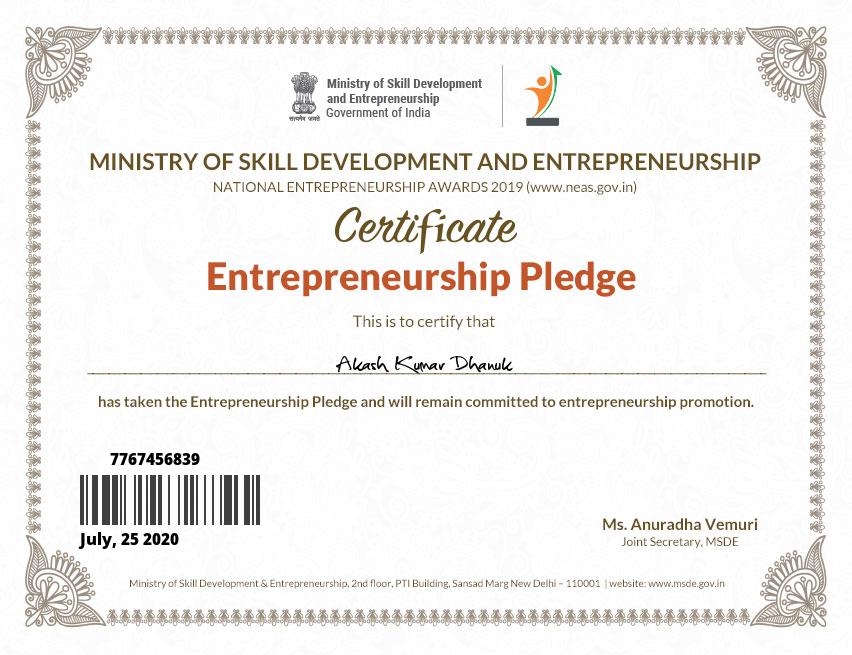 Ministry of Skill Development
and Entrepreneurship
Government of India
सत्यमेव जयते
MINISTRY OF SKILL DEVELOPMENT AND ENTREPRENEURSHIP
NATIONAL ENTREPRENEURSHIP AWARDS 2019 (www.neas.gov.in)
Certificate
Entrepreneurship Pledge
This is to certify that
Akash Kumar Dhanuk
has taken the Entrepreneurship Pledge and will remain committed to entrepreneurship promotion.
7767456839
July, 25 2020
Ms. Anuradha Vemuri
Joint Secretary, MSDE
Ministry of Skill Development & Entrepreneurship, 2nd floor, PTI Building, Sansad Marg New Delhi – 110001 | website: www.msde.gov.in